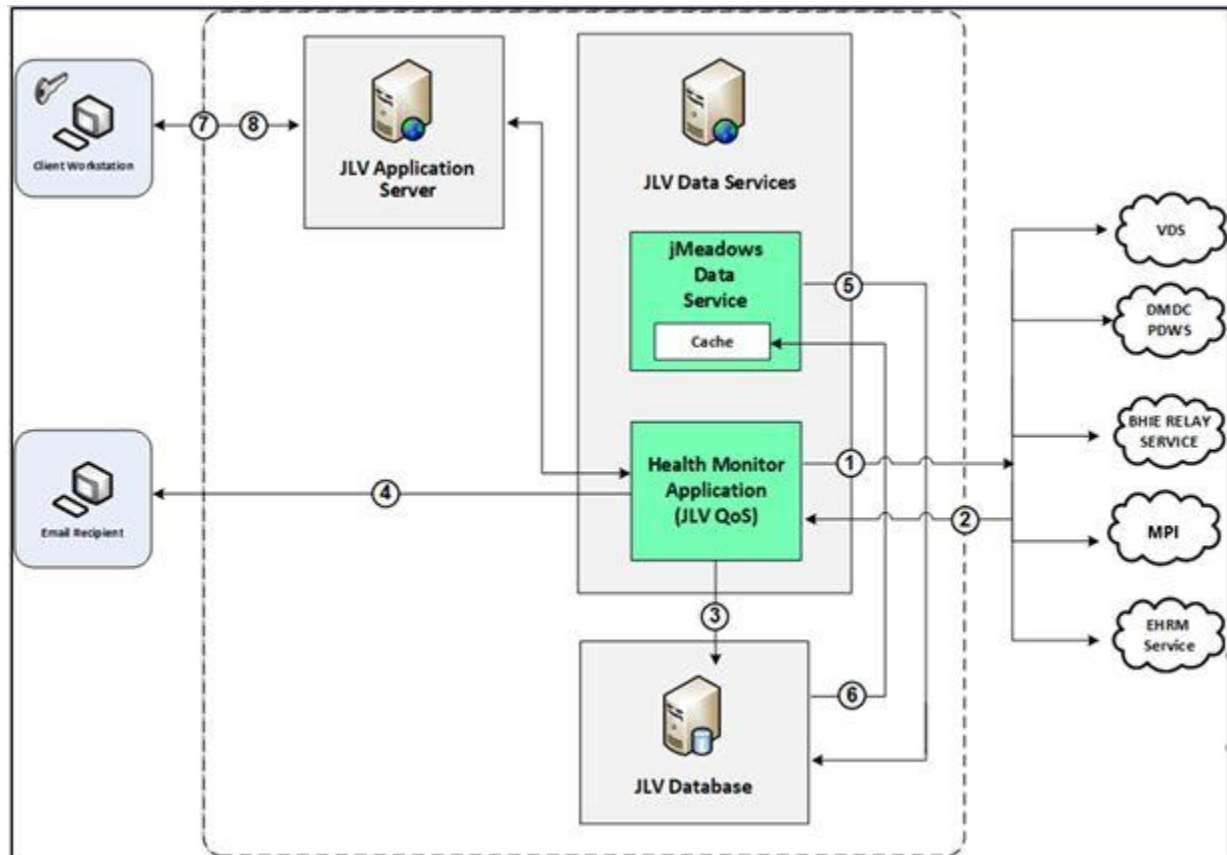 JLV Application
Server
JLV Data Services
Client Workstation
7
8
jMeadows
Data
Service
Cache
5
VDS
DMDC
PDWS
BHIE RELAY
SERVICE
MPI
EHRM
Service
Health Monitor
Application
(JLV QoS)
1
2
4
Email Recipient
3
6
JLV Database